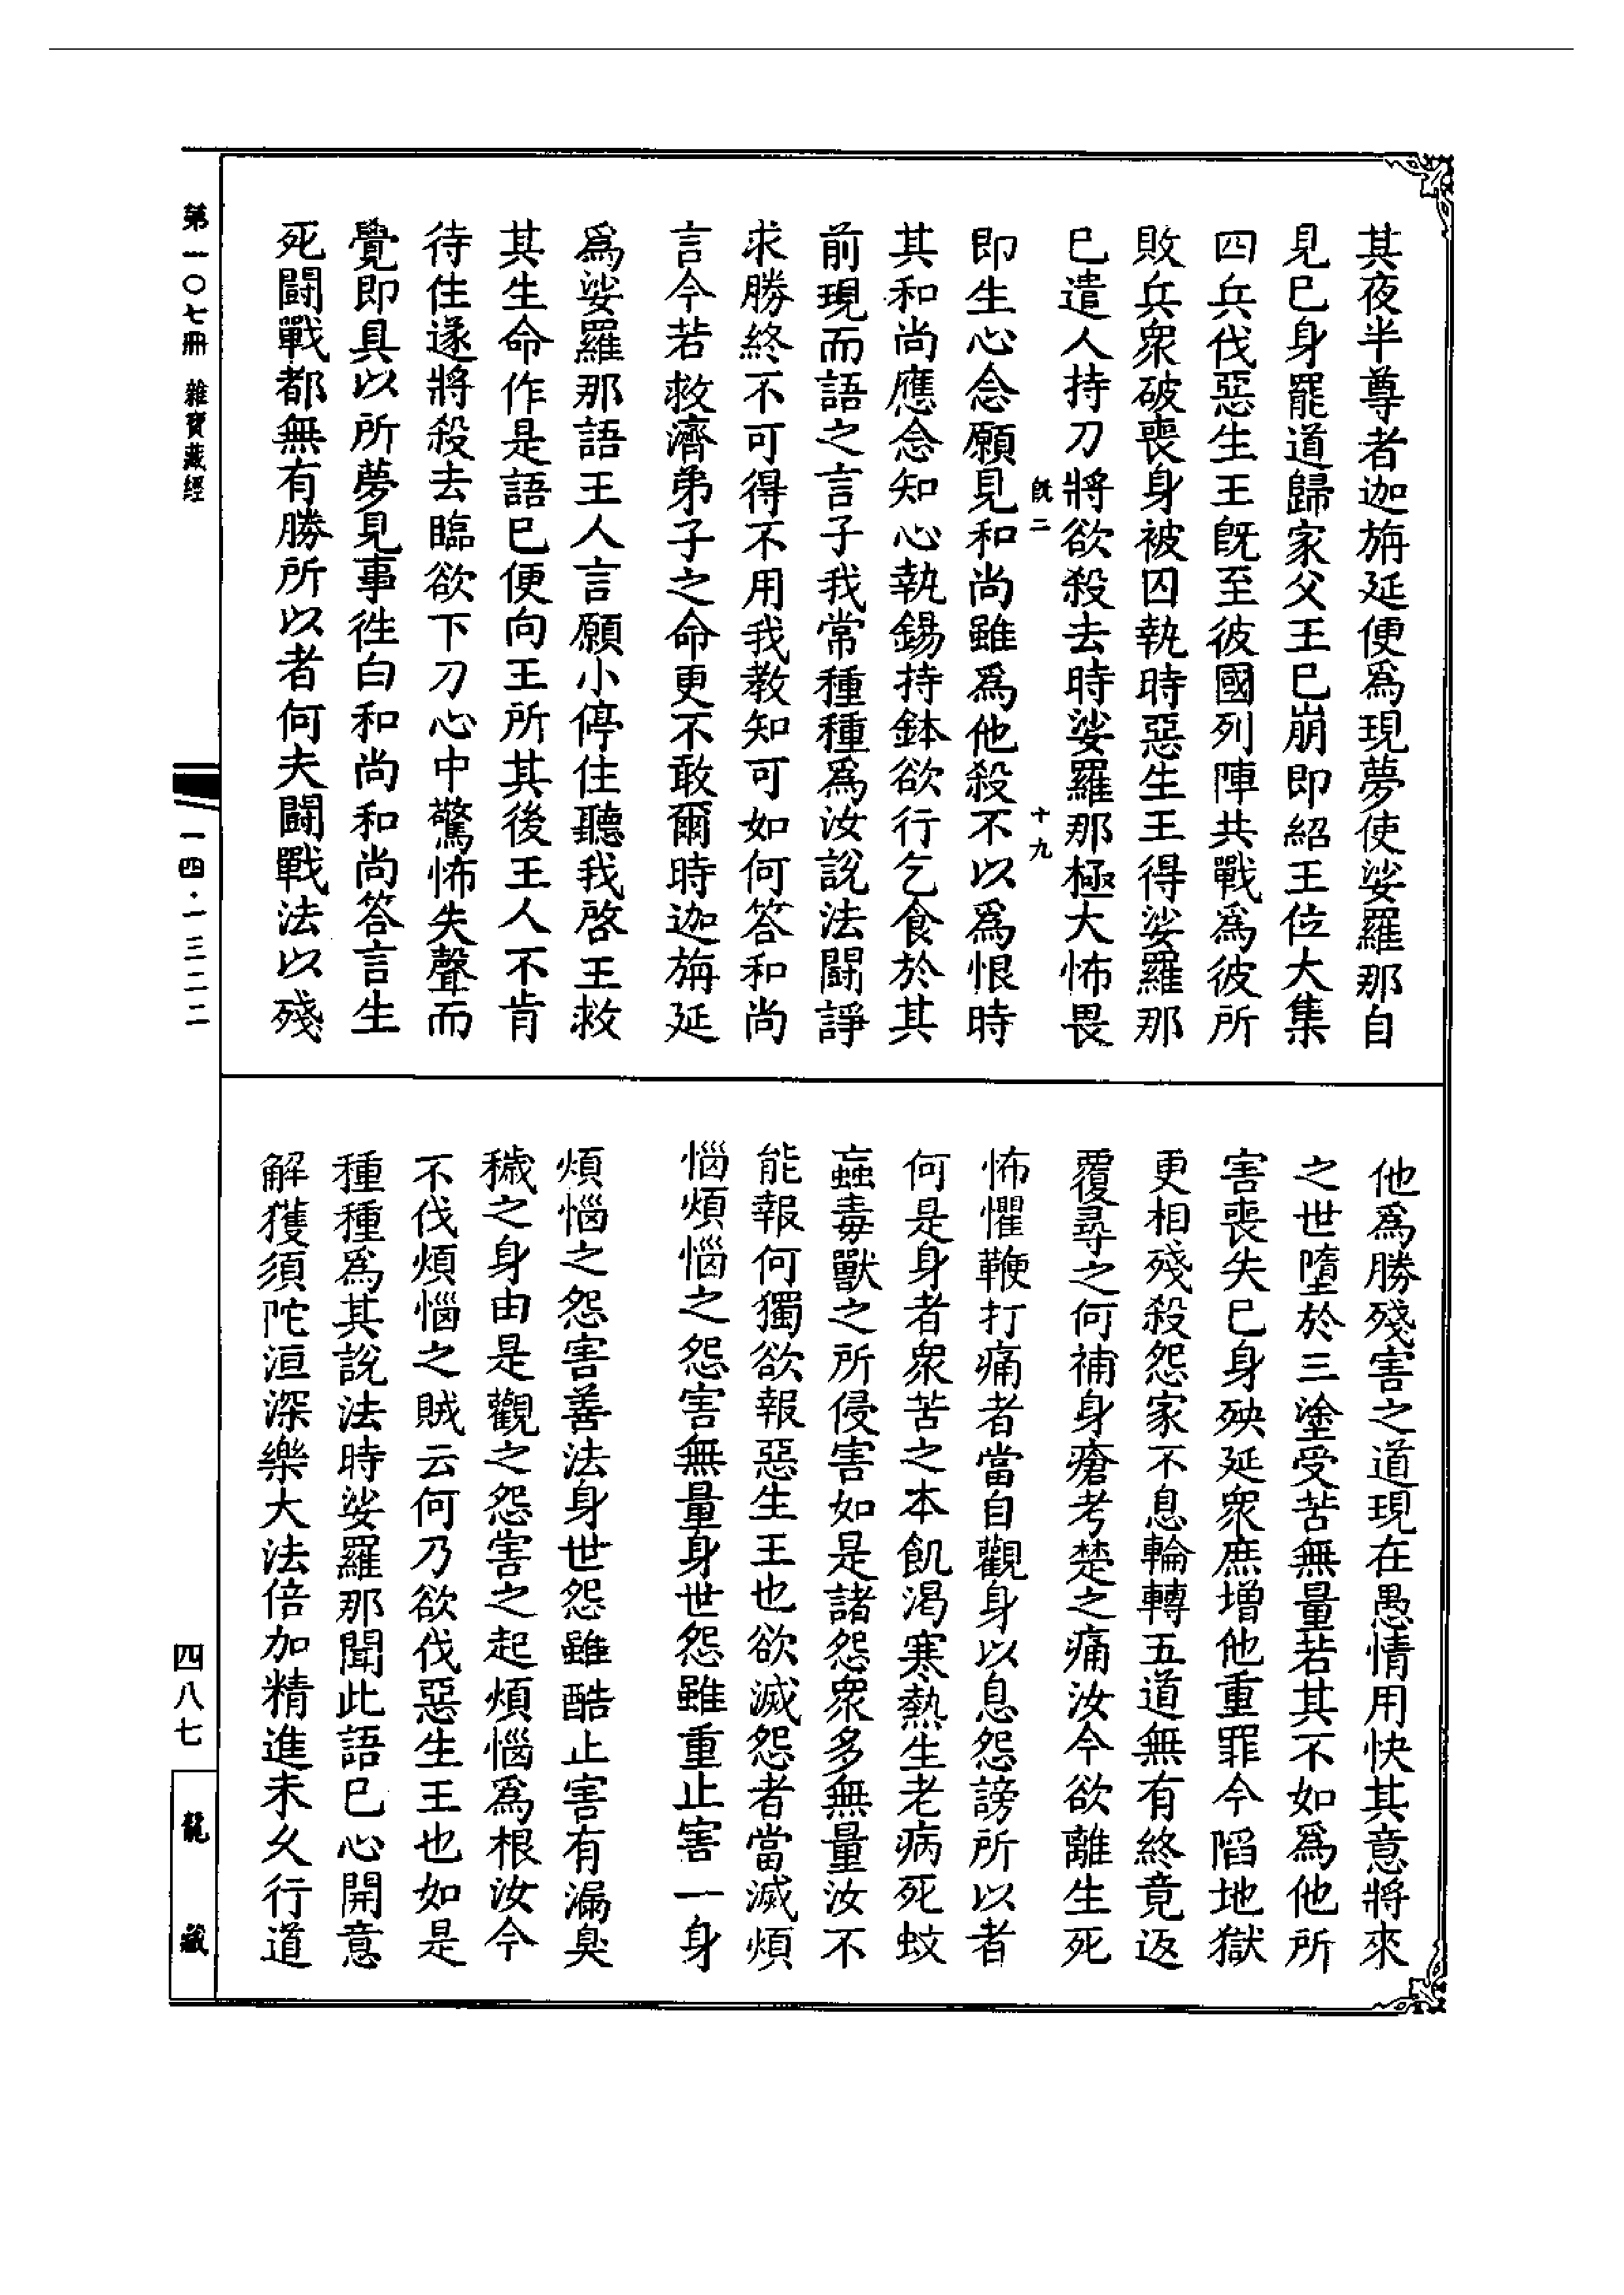 其夜半尊者迦旃延便爲現夢使娑羅那自
見巳身罷道歸家父王巳崩即紹王位大集
四兵伐惡生王旣至彼國列陣共戰爲彼所
敗兵衆破喪身被囚執時惡生王得娑羅那
巳遣人持刀將欲殺去時娑羅那極大怖畏
旣二 十九
即生心念願見和尚雖爲他殺不以爲恨時
其和尚應念知心執錫持鉢欲行乞食於其
前現而語之言子我常種種爲汝說法鬪諍
求勝終不可得不用我教知可如何答和尚
言今若救濟弟子之命更不敢爾時迦旃延
爲娑羅那語王人言願小停住聽我啓王救
其生命作是語巳便向王所其後王人不肯
待住遂將殺去臨欲下刀心中驚怖失聲而
覺即具以所夢見事徃白和尚和尚答言生
死鬪戰都無有勝所以者何夫鬪戰法以殘
他爲勝殘害之道現在愚情用快其意將來
之世墮於三塗受苦無量若其不如爲他所
害喪失巳身殃延衆庶增他重罪令陷地獄
更相殘殺怨家不息輪轉五道無有終竟返
覆尋之何補身瘡考楚之痛汝今欲離生死
怖懼鞭打痛者當自觀身以息怨謗所以者
何是身者衆苦之本飢渴寒熱生老病死蚊
蝱毒獸之所侵害如是諸怨衆多無量汝不
能報何獨欲報惡生王也欲滅怨者當滅煩
惱煩惱之怨害無量身世怨雖重止害一身
煩惱之怨害善法身世怨雖酷止害有漏臭
穢之身由是觀之怨害之起煩惱爲根汝今
不伐煩惱之賊云何乃欲伐惡生王也如是
種種爲其說法時娑羅那聞此語巳心開意
解獲須陀洹深樂大法倍加精進未久行道
第一〇七冊 雜寶藏經
一四·一三二二
四八七
龍藏